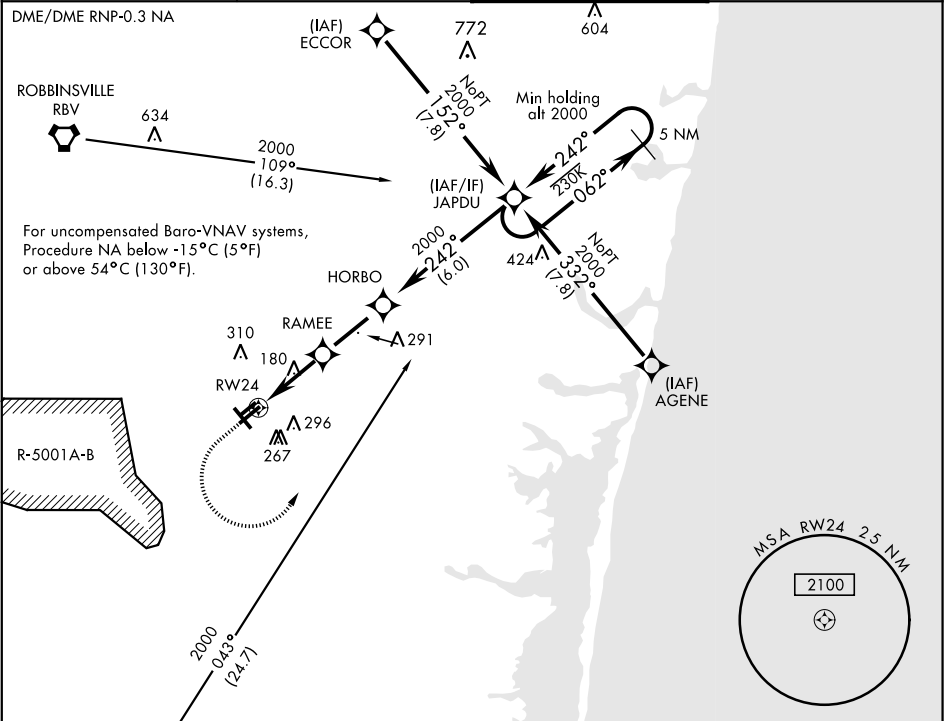 DME/DME RNP-0.3 NA
(IAF)
ECCOR
772
604
ROBBINSVILLE
RBV
634
2000
109°
(16.3)
NoPT
2000
152°
(7.8)
Min holding
alt 2000
5 NM
242°
230K
062°
(IAF/IF)
JAPDU
For uncompensated Baro-VNAV systems,
Procedure NA below -15°C (5°F)
or above 54°C (130°F).
2000
242°
(6.0)
424
NoPT
2000
332°
(7.8)
HORBO
RAMEE
291
310
180
RW24
(IAF)
AGENE
296
267
R-5001A-B
MSA RW24 25 NM
2100
2000
043°
(24.7)